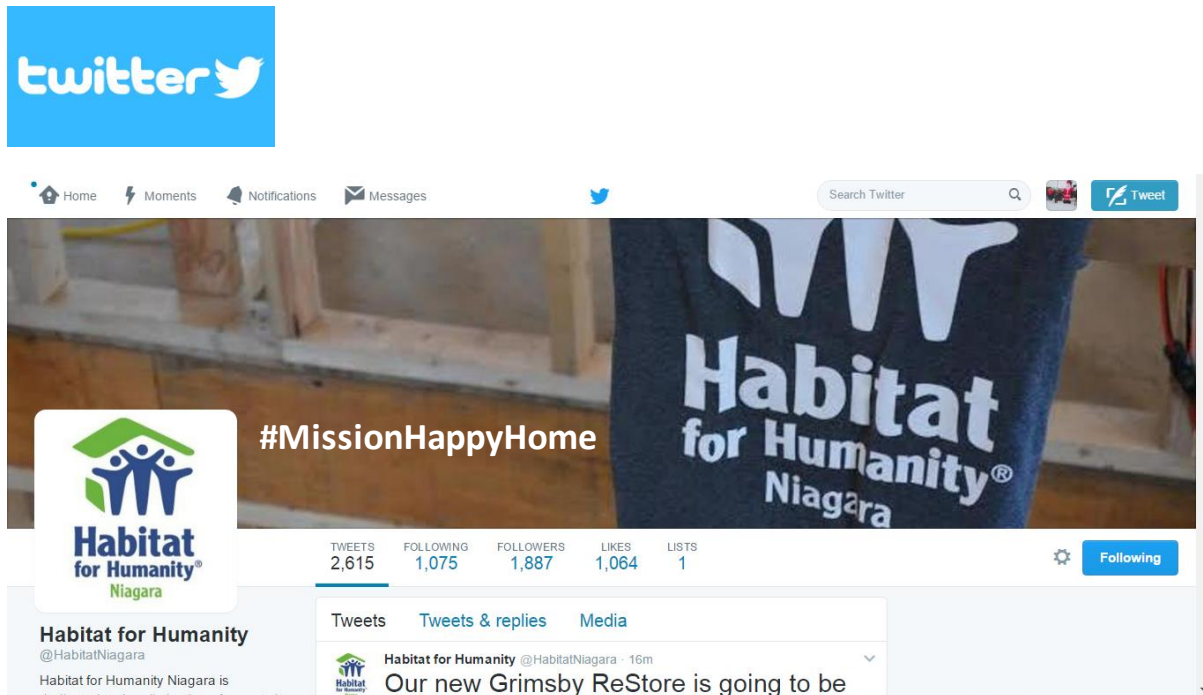 twitter
Home Moments Notifications Messages Search Twitter Tweet
Habitat
for Humanity®
Niagara
#MissionHappyHome
Habitat
for Humanity®
Niagara
TWEETS FOLLOWING FOLLOWERS LIKES LISTS
2,615 1,075 1,887 1,064 1
Following
Tweets Tweets & replies Media
Habitat for Humanity
@HabitatNiagara
Habitat for Humanity Niagara is
Habitat for Humanity @HabitatNiagara · 16m
Our new Grimsby ReStore is going to be
Habitat